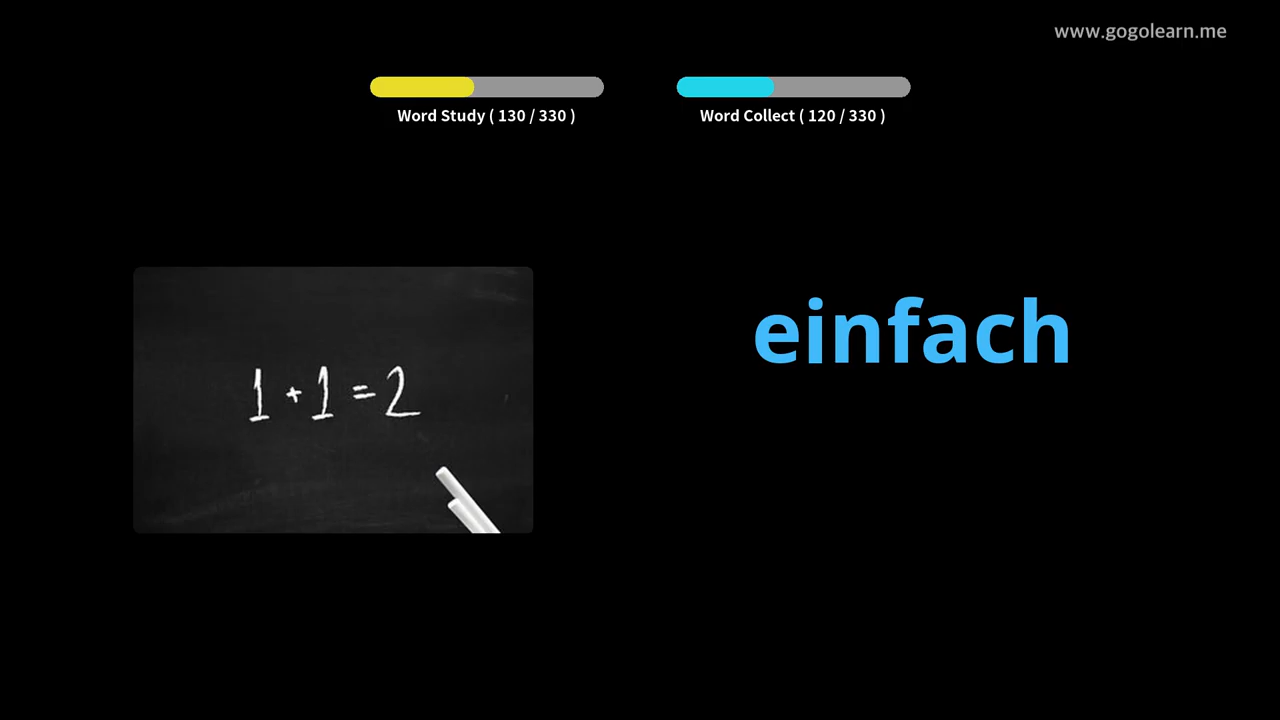 www.gogolearn.me
Word Study ( 130 / 330 )
Word Collect ( 120 / 330 )
einfach
1 + 1 = 2